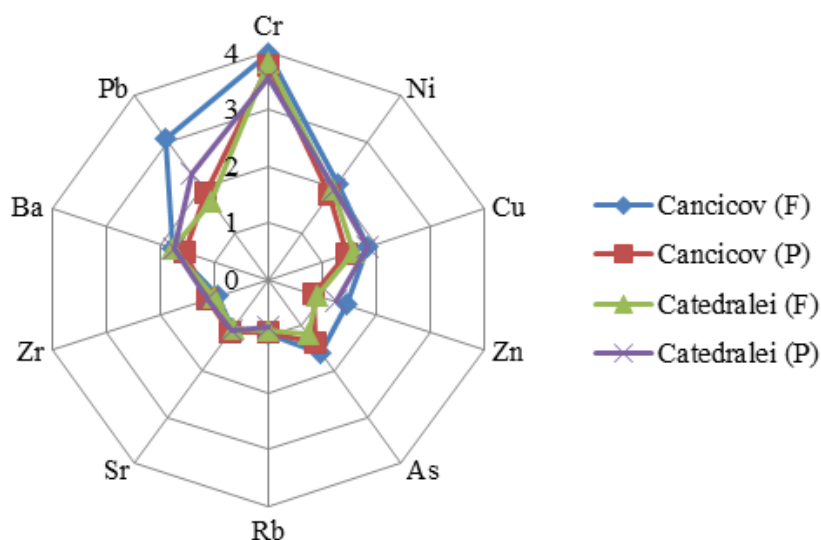 Cr
Ni
Cu
Zn
As
Rb
Sr
Zr
Ba
Pb
4
3
2
1
0
Cancicov (F)
Cancicov (P)
Catedralei (F)
Catedralei (P)